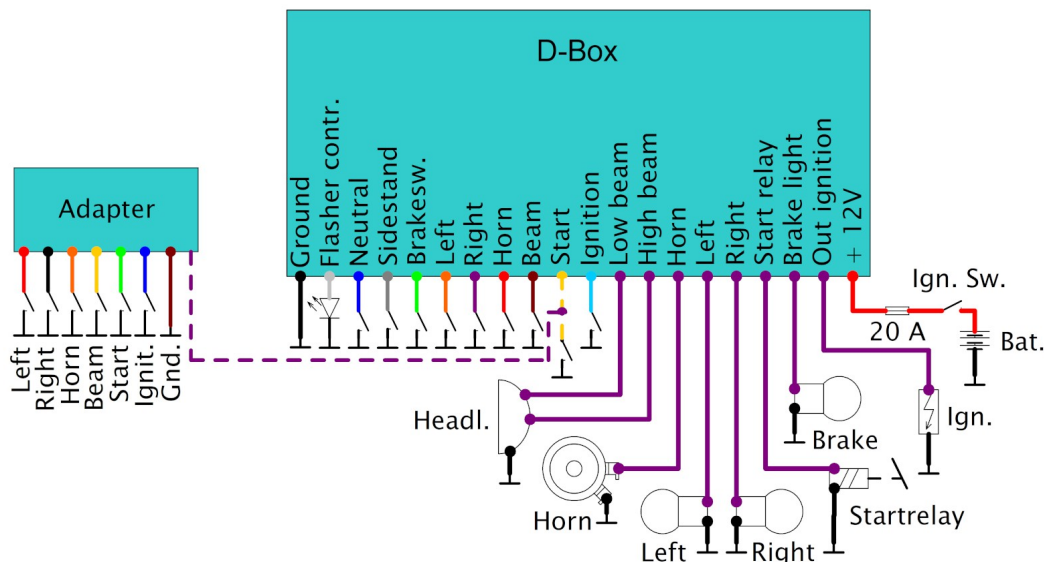 D-Box
Ground
Flasher contr.
Neutral
Sidestand
Brakesw.
Left
Right
Horn
Beam
Start
Ignition
Low beam
High beam
Horn
Left
Right
Start relay
Brake light
Out ignition
+ 12V
Adapter
Left
Right
Horn
Beam
Start
Ignit.
Gnd.
Ign. Sw.
20 A
Bat.
Headl.
Brake
Ign.
Horn
Startrelay
Left
Right